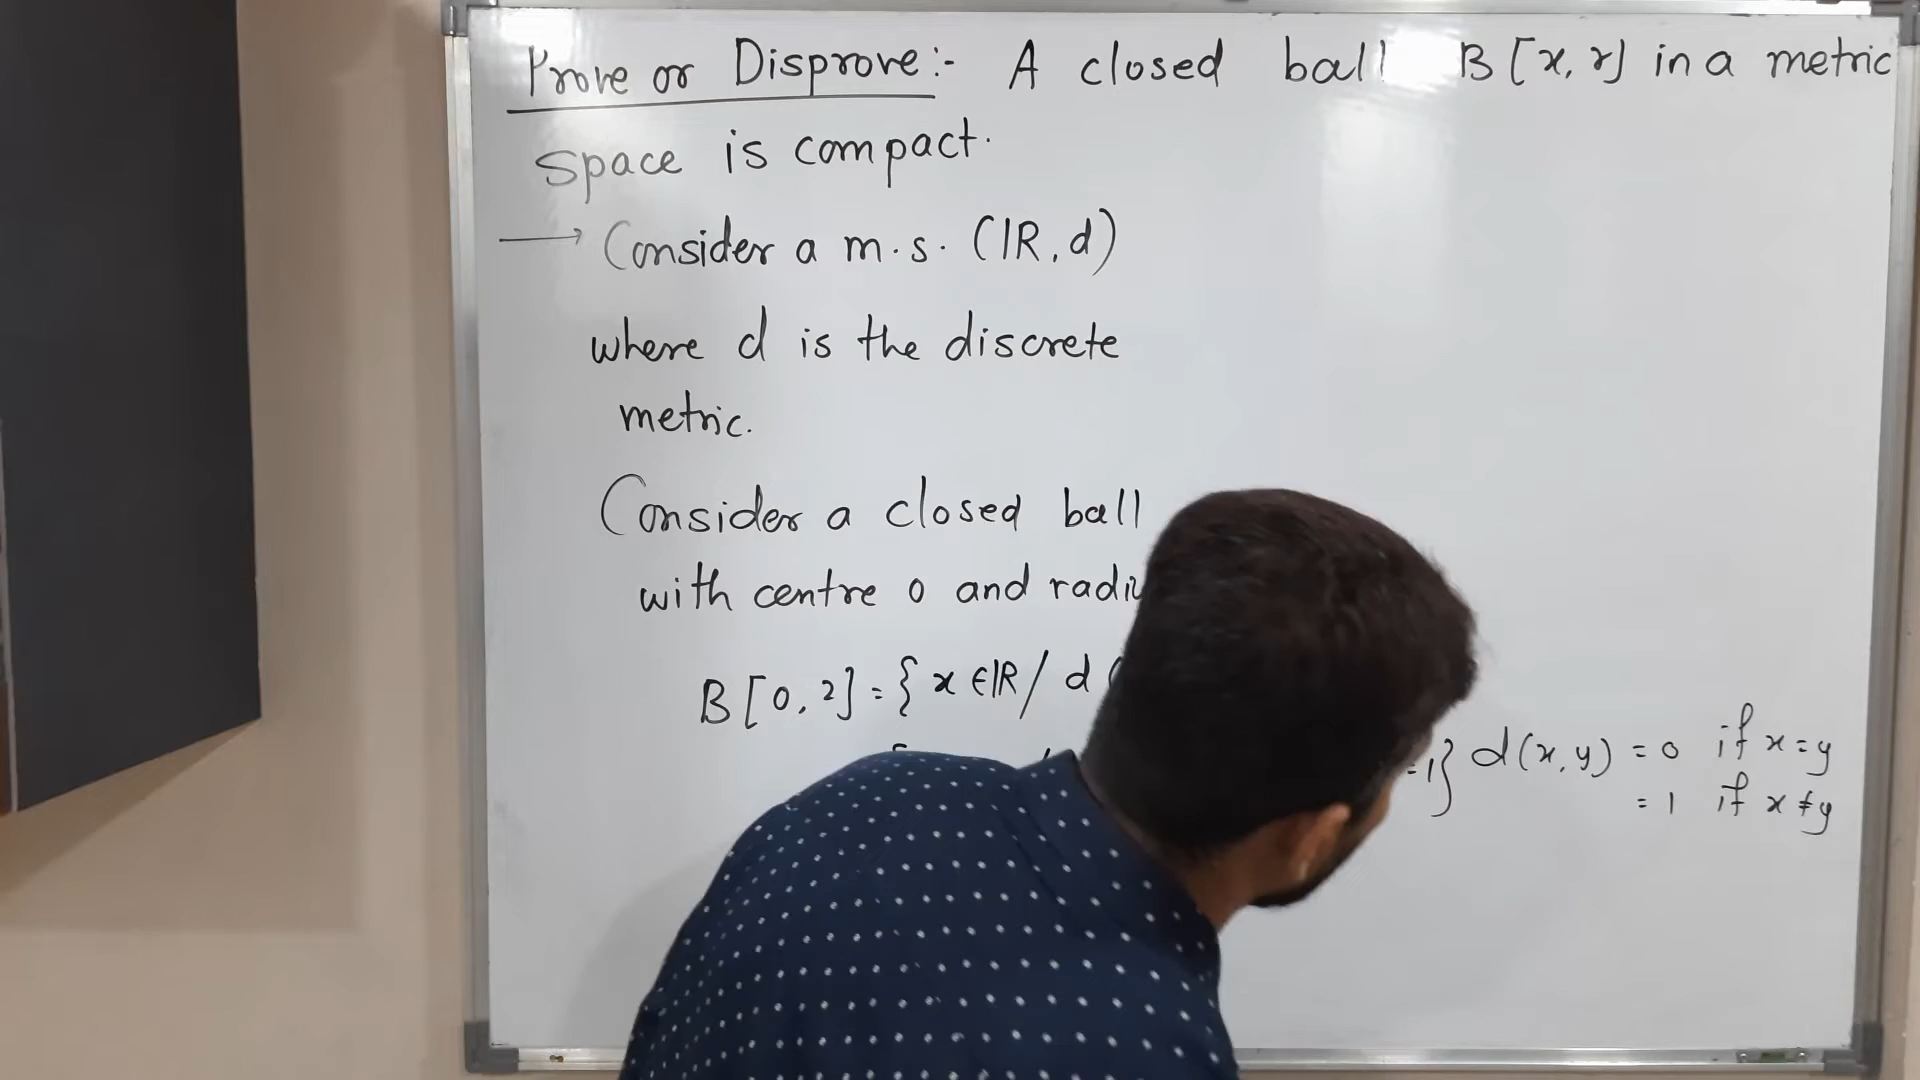 Prove or Disprove:- A closed ball B[x, r] in a metric
space is compact.
→ Consider a m.s. (IR, d)
where d is the discrete
metric.
Consider a closed ball
with centre 0 and
B[0, 2] = { x ∈ IR / d (
=1} d(x, y) = 0 if x = y
= 1 if x ≠ y